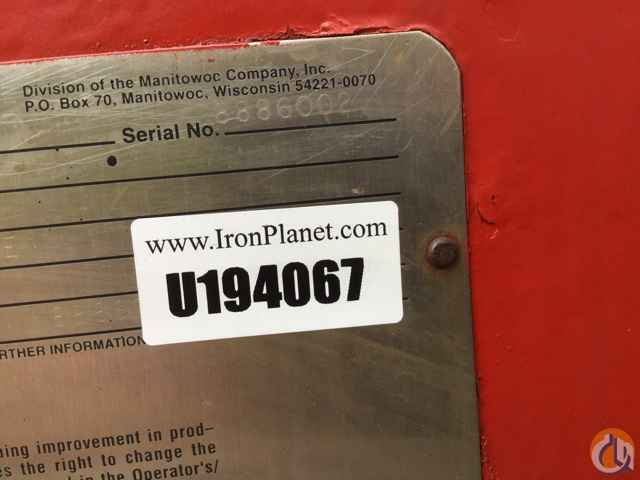 Division of the Manitowoc Company, Inc.
P.O. Box 70, Manitowoc, Wisconsin 54221-0070
Serial No.
www.IronPlanet.com
U194067
RTHER INFORMATION
ning improvement in prod-
es the right to change the
in the Operator's/